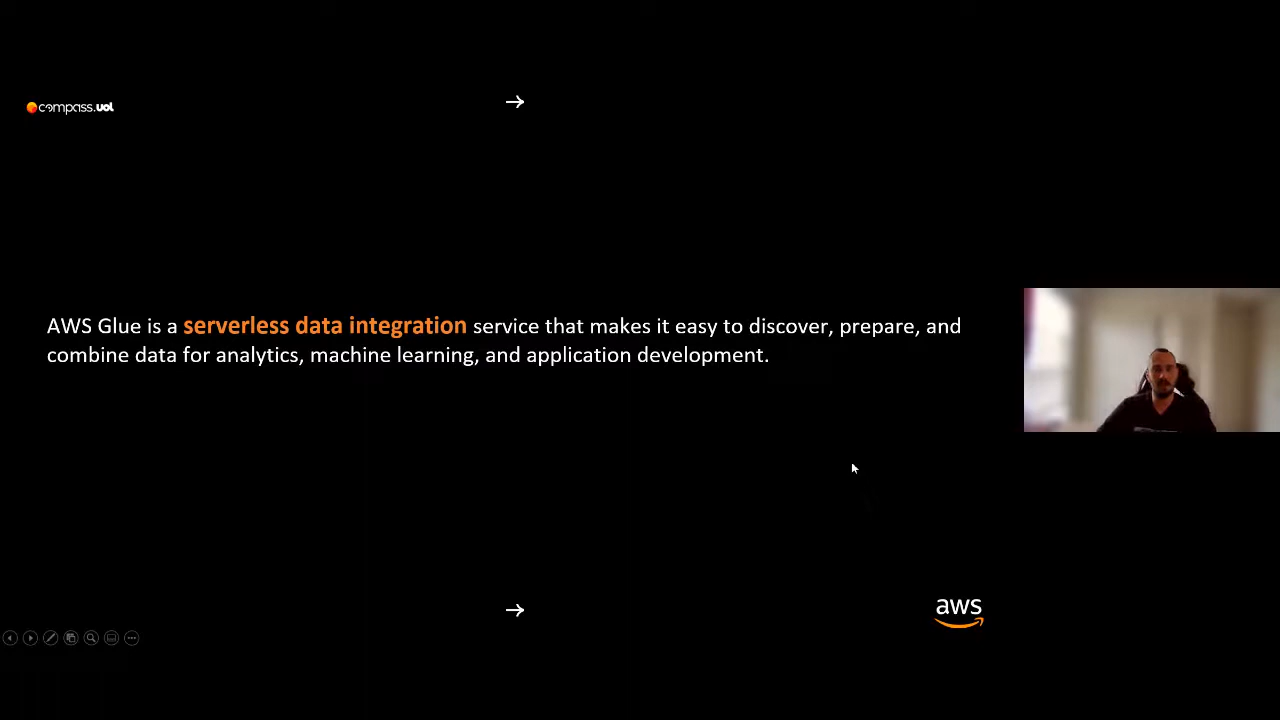 compass.uol
→
AWS Glue is a serverless data integration service that makes it easy to discover, prepare, and
combine data for analytics, machine learning, and application development.
→
aws